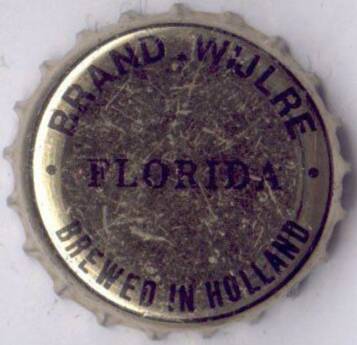 BRAND . WIJLRE
FLORIDA
BREWED IN HOLLAND